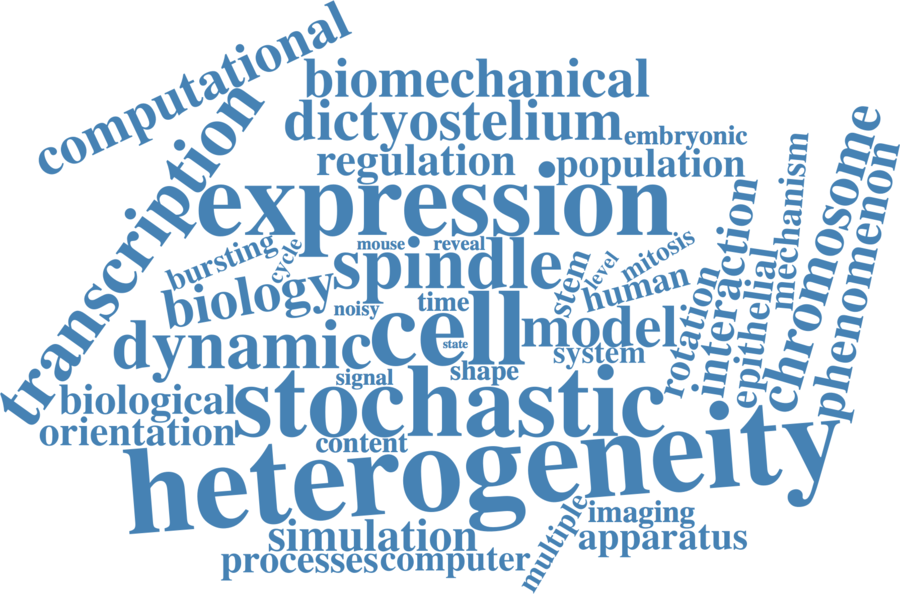 computational
biomechanical
dictyostelium
embryonic
transcription
regulation
population
expression
mechanism
chromosome
phenomenon
bursting
cycle
mouse
reveal
spindle
stem
level
mitosis
interaction
biology
noisy
time
human
rotation
epithelial
dynamic
cell
state
model
system
signal
shape
biological
stochastic
orientation
content
heterogeneity
simulation
multiple
imaging
processes
computer
apparatus